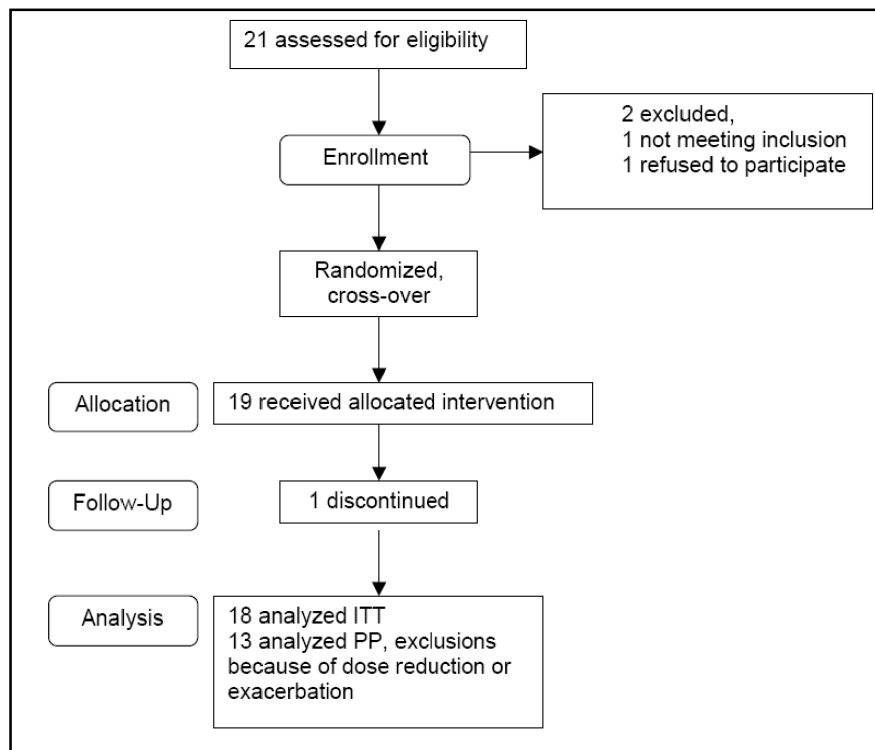 21 assessed for eligibility
2 excluded,
1 not meeting inclusion
1 refused to participate
Enrollment
Randomized,
cross-over
Allocation
19 received allocated intervention
Follow-Up
1 discontinued
Analysis
18 analyzed ITT
13 analyzed PP, exclusions
because of dose reduction or
exacerbation